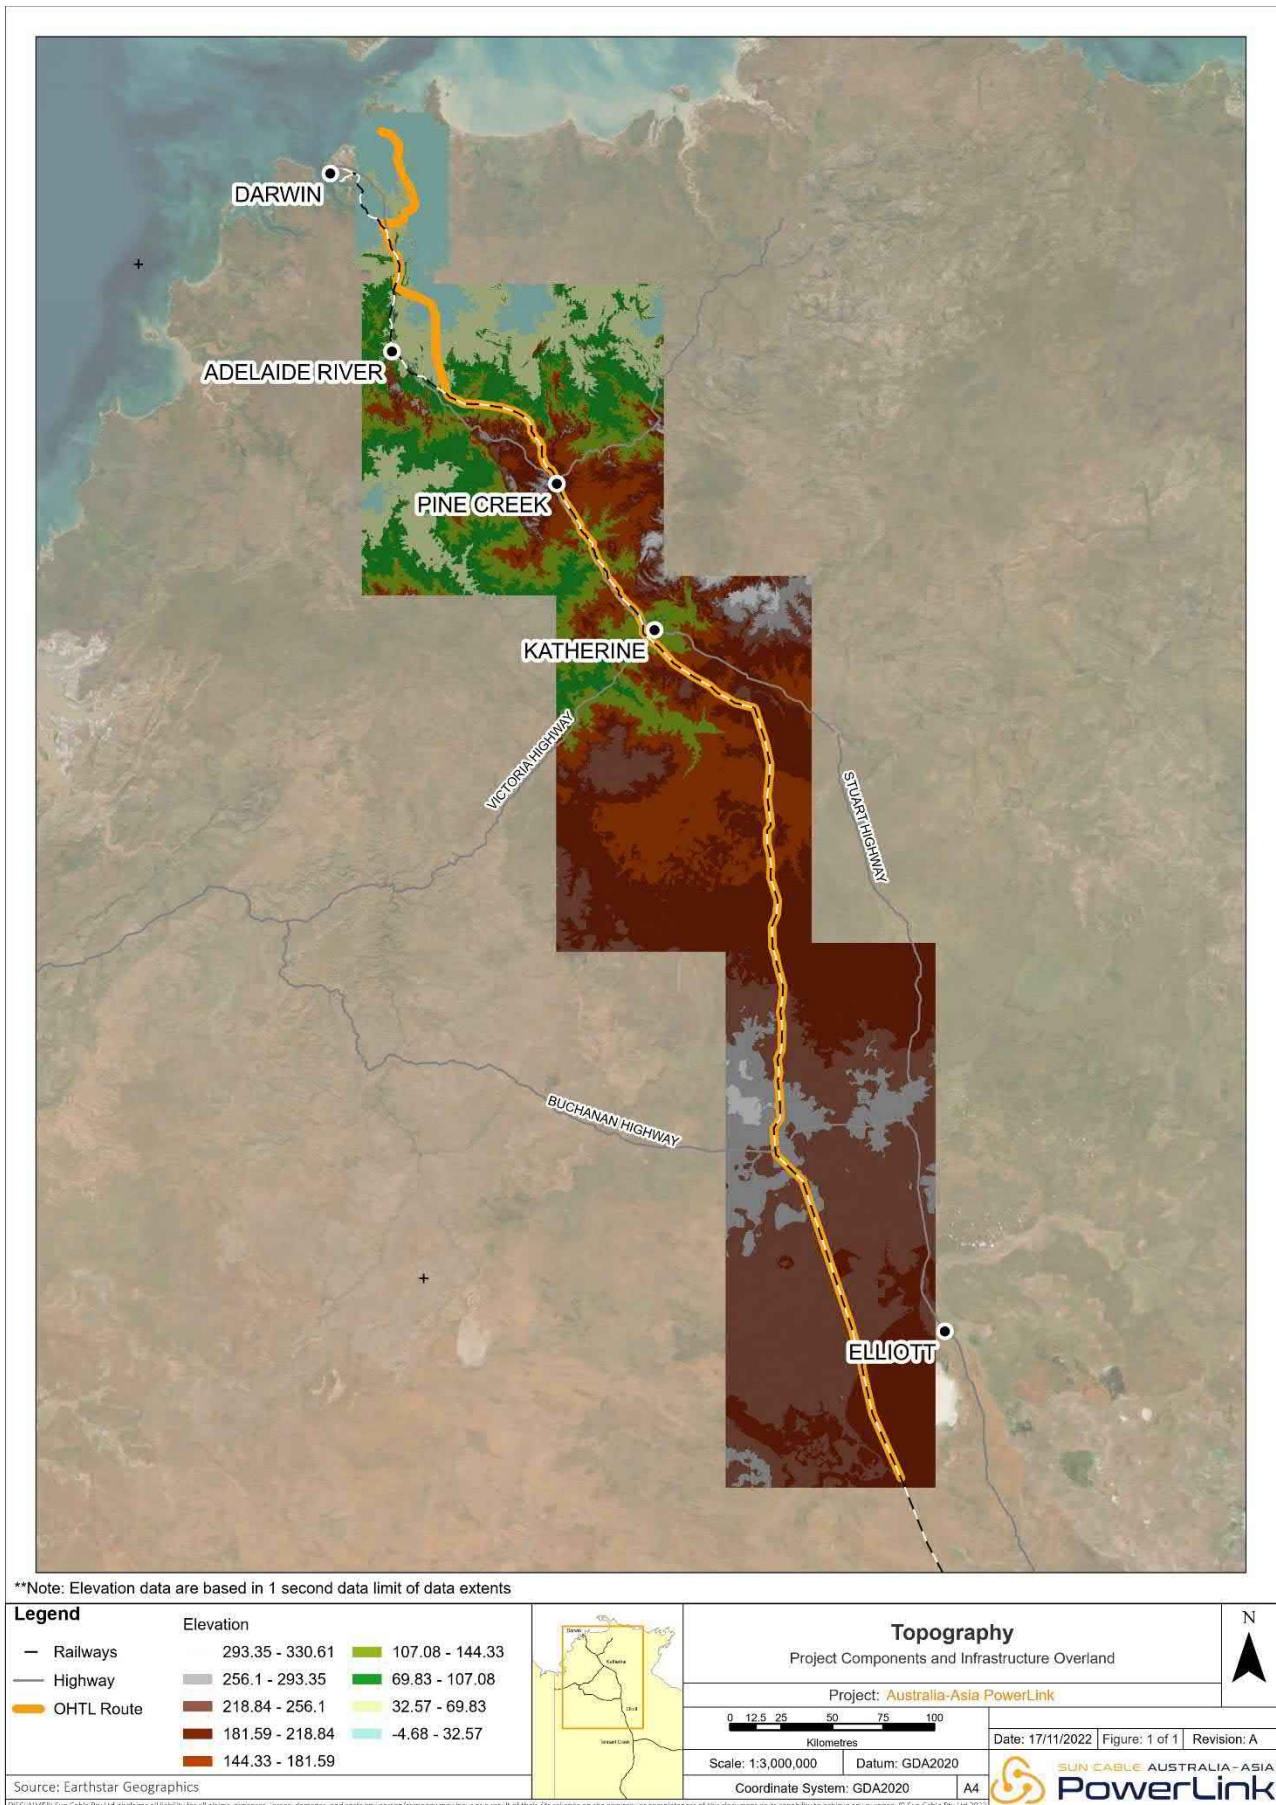 DARWIN
ADELAIDE RIVER
PINE CREEK
KATHERINE
VICTORIA HIGHWAY
STUART HIGHWAY
BUCHANAN HIGHWAY
ELLIOTT
**Note: Elevation data are based in 1 second data limit of data extents
Legend
Railways
Highway
OHTL Route
Elevation
293.35 - 330.61
256.1 - 293.35
218.84 - 256.1
181.59 - 218.84
144.33 - 181.59
107.08 - 144.33
69.83 - 107.08
32.57 - 69.83
-4.68 - 32.57
Source: Earthstar Geographics
Darwin
Katherine
Elliott
Tennant Creek
Topography
Project Components and Infrastructure Overland
Project: Australia-Asia PowerLink
0 12.5 25 50 75 100
Kilometres
Scale: 1:3,000,000
Datum: GDA2020
Coordinate System: GDA2020
A4
N
Date: 17/11/2022
Figure: 1 of 1
Revision: A
SUN CABLE AUSTRALIA-ASIA
PowerLink